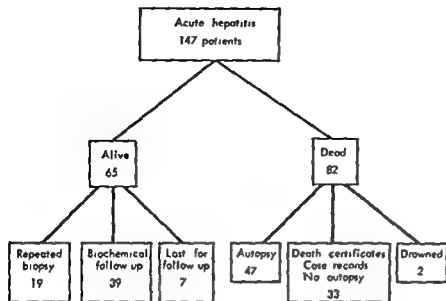 Acute hepatitis
147 patients
Alive
65
Dead
82
Repeated
biopsy
19
Biochemical
follow up
39
Lost for
follow up
7
Autopsy
47
Death certificates
Case records
No autopsy
33
Drowned
2